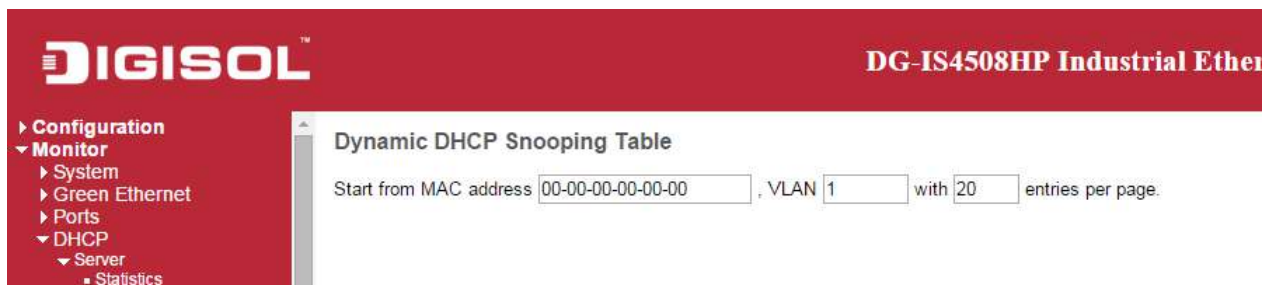 DIGISOL™
DG-IS4508HP Industrial Ether
Configuration
Monitor
System
Green Ethernet
Ports
DHCP
Server
Statistics
Dynamic DHCP Snooping Table
Start from MAC address 00-00-00-00-00-00 , VLAN 1 with 20 entries per page.